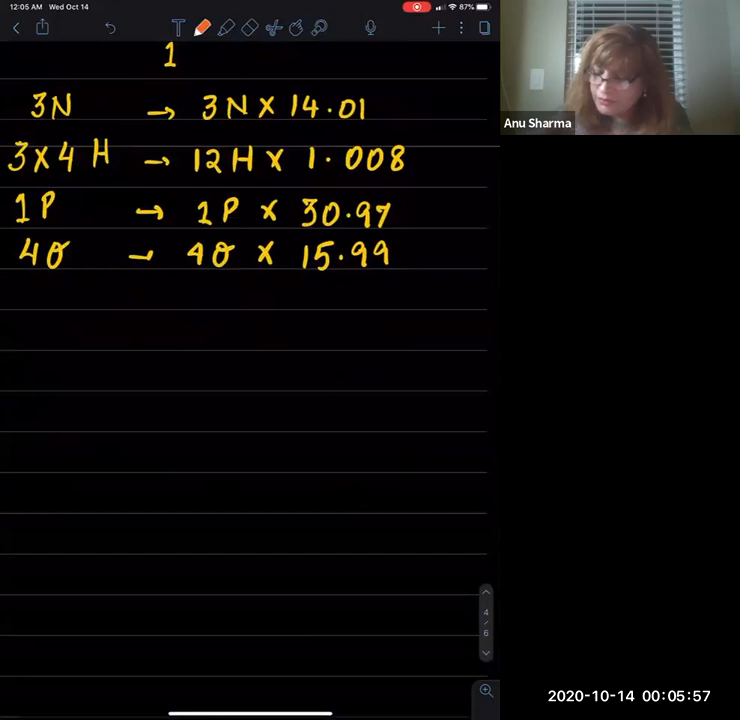 12:05 AM Wed Oct 14
87%
T
1
3N → 3N X 14.01
3X4 H → 12H X 1.008
1P → 1P X 30.97
4O → 4O X 15.99
Anu Sharma
4
/
6
2020-10-14 00:05:57